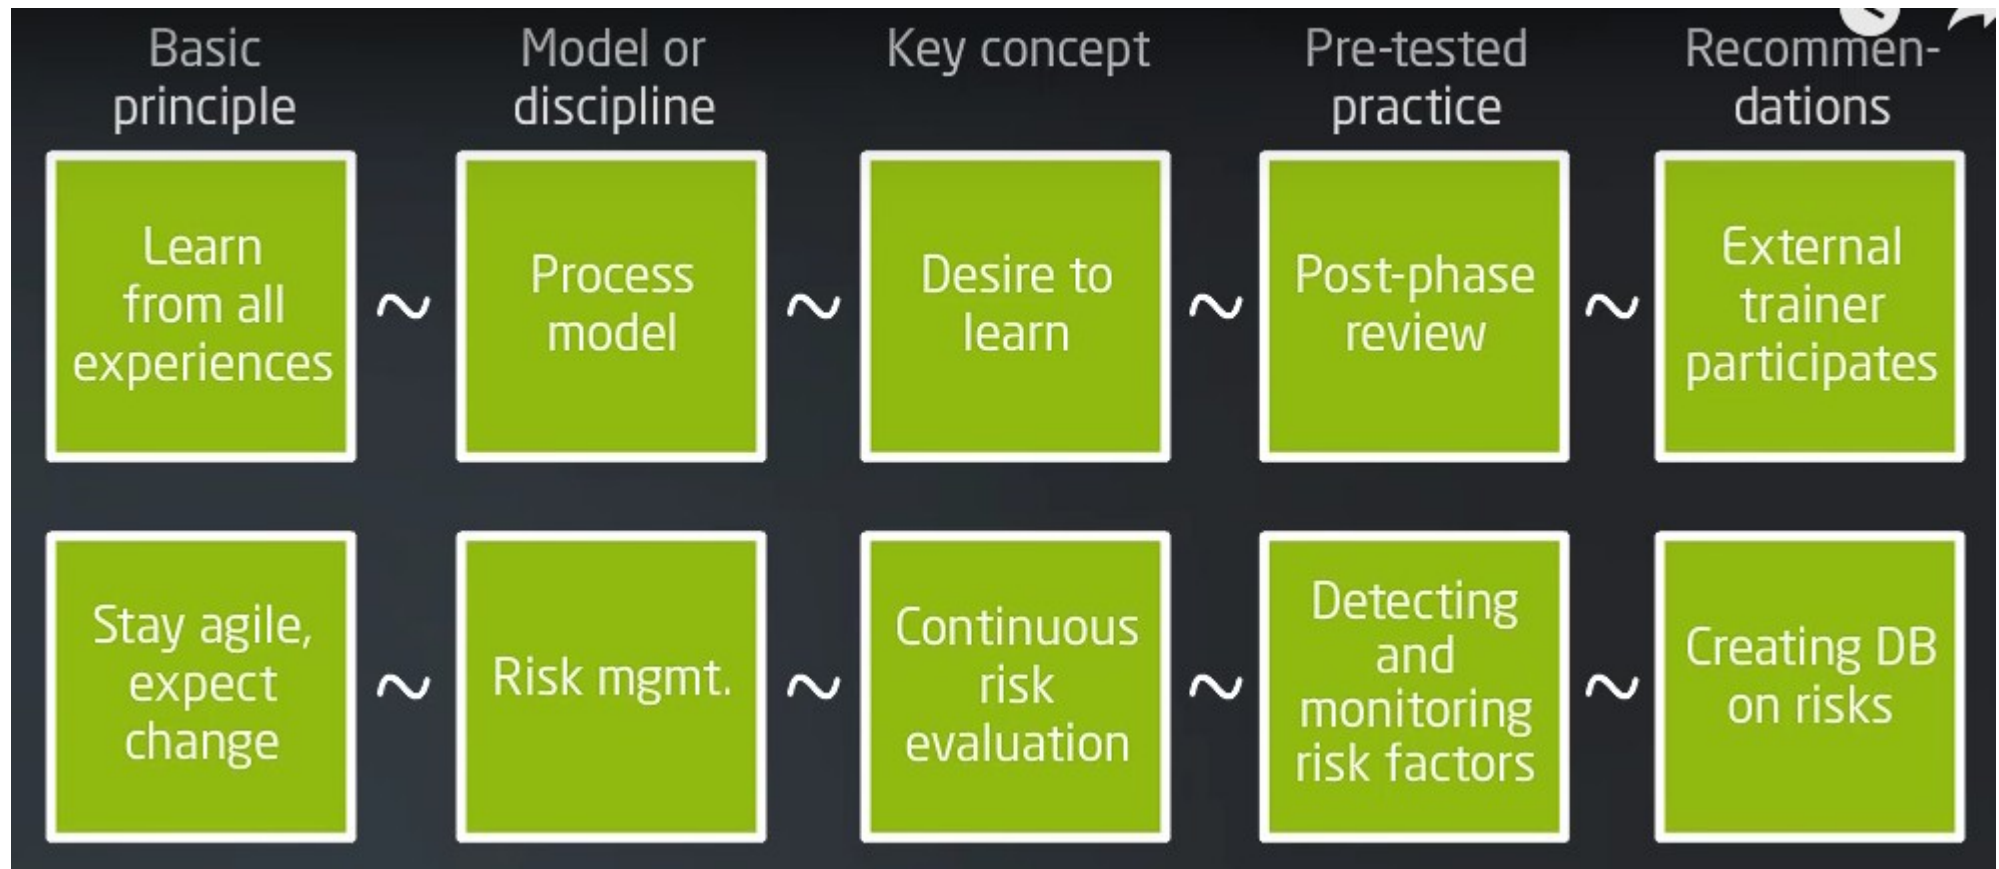 Basic
principle
Model or
discipline
Key concept
Pre-tested
practice
Recommen-
dations
Learn
from all
experiences
~
Process
model
~
Desire to
learn
~
Post-phase
review
~
External
trainer
participates
Stay agile,
expect
change
~
Risk mgmt.
~
Continuous
risk
evaluation
~
Detecting
and
monitoring
risk factors
~
Creating DB
on risks